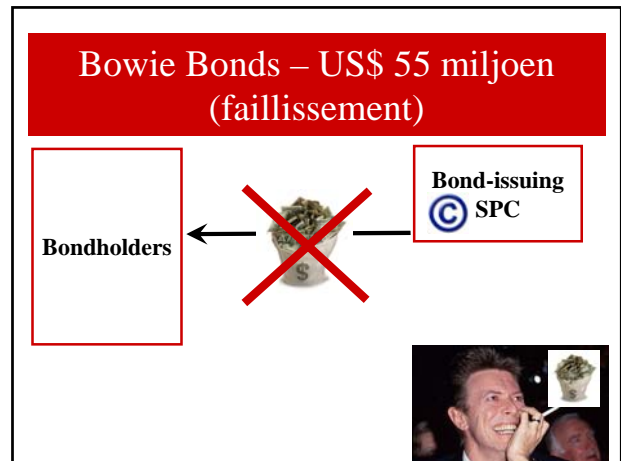 Bowie Bonds – US$ 55 miljoen
(faillissement)
Bondholders
$
Bond-issuing
© SPC